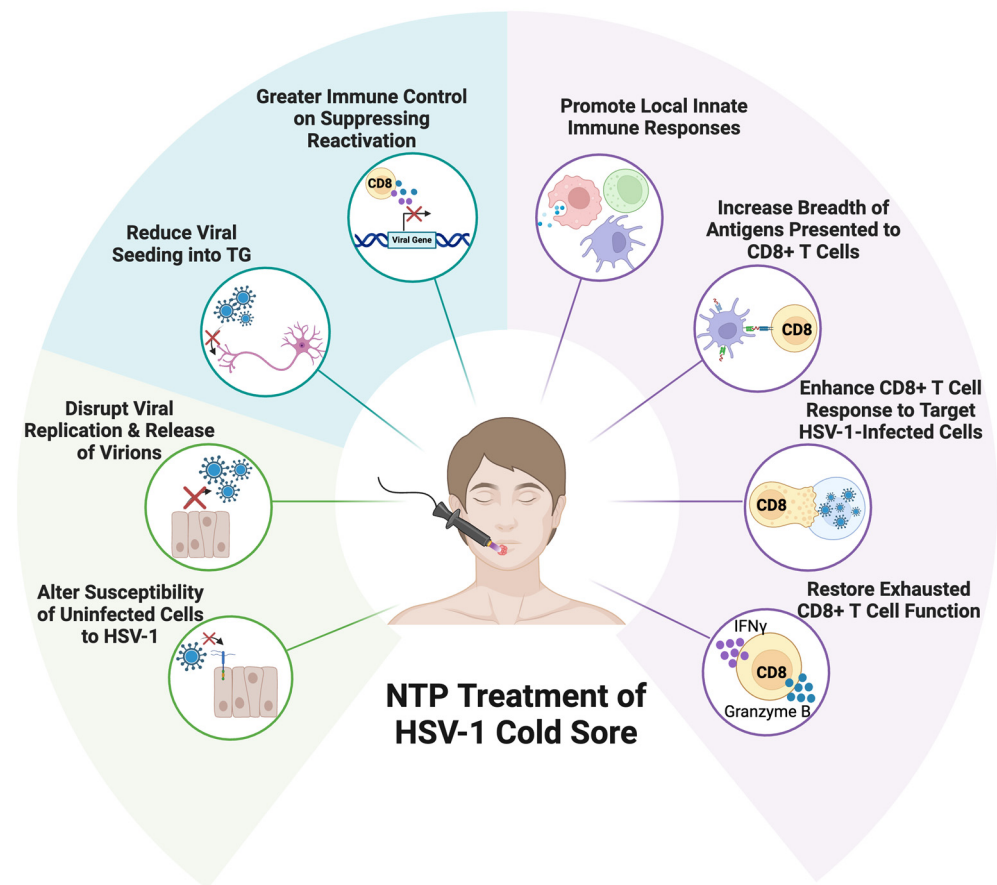 Greater Immune Control
on Suppressing
Reactivation
CD8
Viral Gene
Promote Local Innate
Immune Responses
Reduce Viral
Seeding into TG
Increase Breadth of
Antigens Presented to
CD8+ T Cells
CD8
Disrupt Viral
Replication & Release
of Virions
Enhance CD8+ T Cell
Response to Target
HSV-1-Infected Cells
CD8
Alter Susceptibility
of Uninfected Cells
to HSV-1
Restore Exhausted
CD8+ T Cell Function
IFNγ
CD8
Granzyme B
NTP Treatment of
HSV-1 Cold Sore